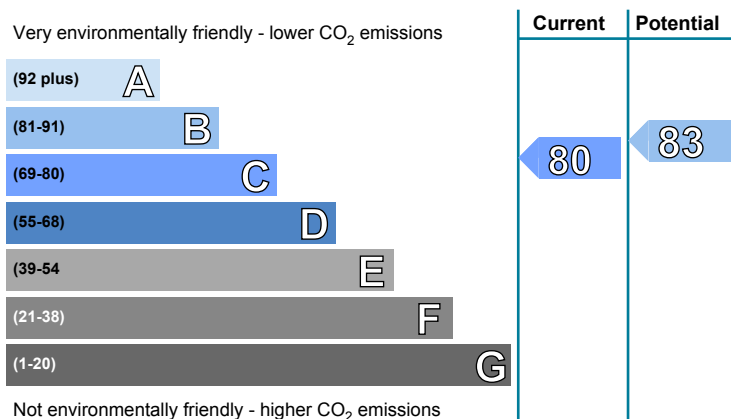 Very environmentally friendly - lower CO2 emissions
Current
Potential
(92 plus) A
(81-91) B
(69-80) C
(55-68) D
(39-54 E
(21-38) F
(1-20) G
80
83
Not environmentally friendly - higher CO2 emissions